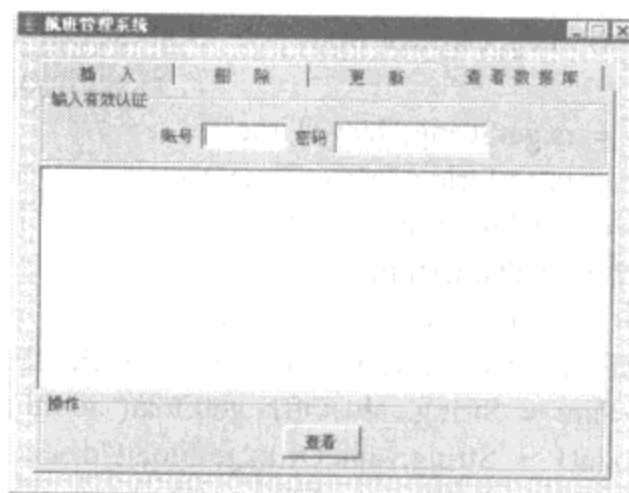 航班管理系统
插 入 删 除 更 新 查 看 数 据 库
输入有效认证
账号 密码
操作
查看